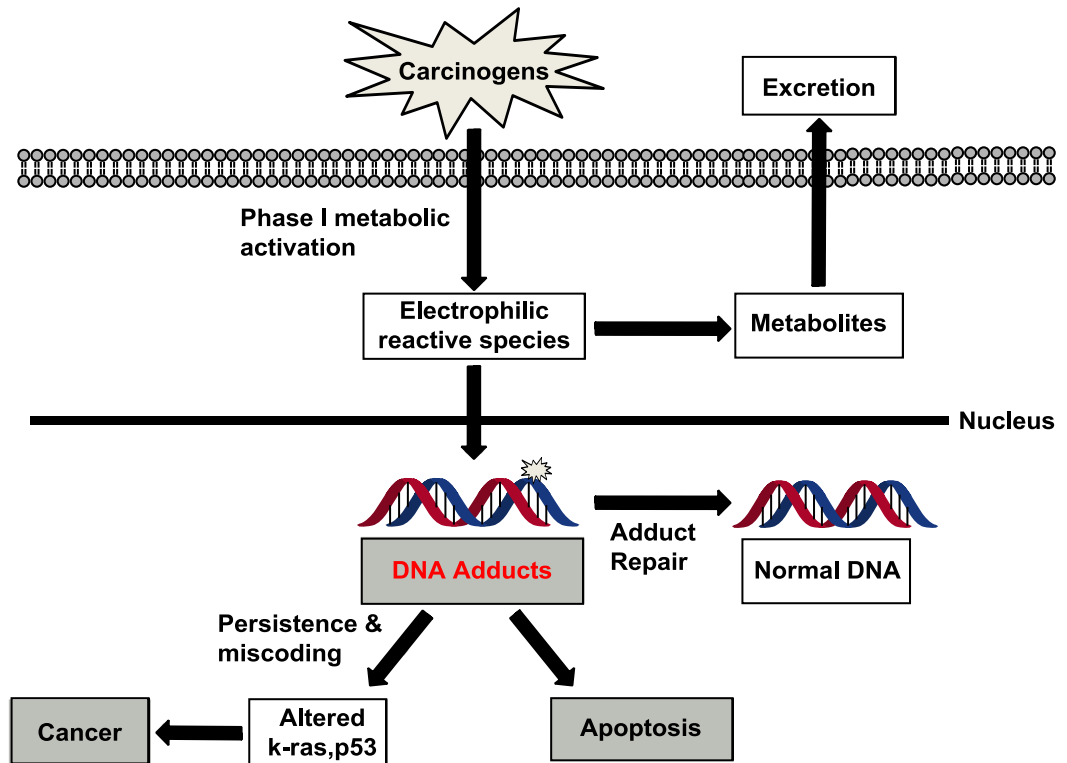 Carcinogens
Excretion
Phase I metabolic
activation
Electrophilic
reactive species
Metabolites
Nucleus
Adduct
Repair
DNA Adducts
Normal DNA
Persistence &
miscoding
Cancer
Altered
k-ras,p53
Apoptosis